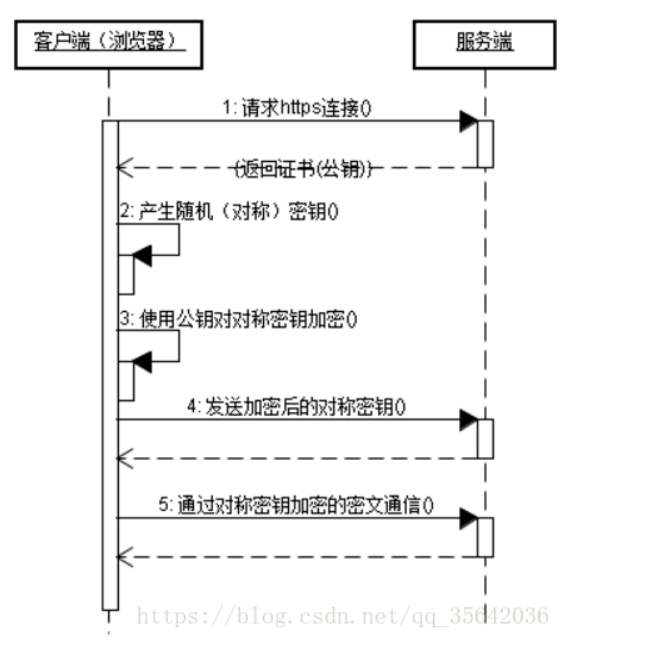 客户端（浏览器）
服务端
1: 请求https连接()
{返回证书(公钥)}
2: 产生随机（对称）密钥()
3: 使用公钥对对称密钥加密()
4: 发送加密后的对称密钥()
5: 通过对称密钥加密的密文通信()
https://blog.csdn.net/qq_35642036